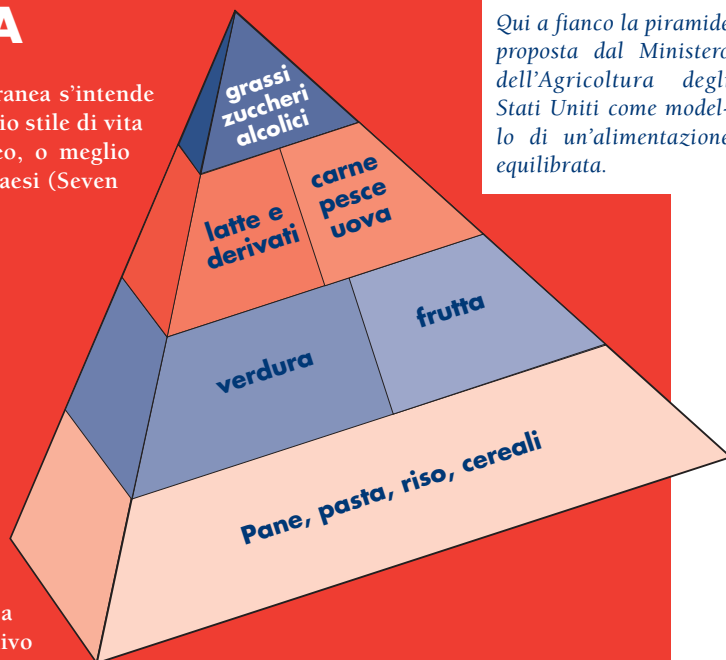 A
ranea s'intende
io stile di vita
co, o meglio
aesi (Seven
Qui a fianco la piramide
proposta dal Ministero
dell'Agricoltura degli
Stati Uniti come model-
lo di un'alimentazione
equilibrata.
grassi
zuccheri
alcolici
latte e
derivati
carne
pesce
uova
verdura
frutta
Pane, pasta, riso, cereali
a
ivo